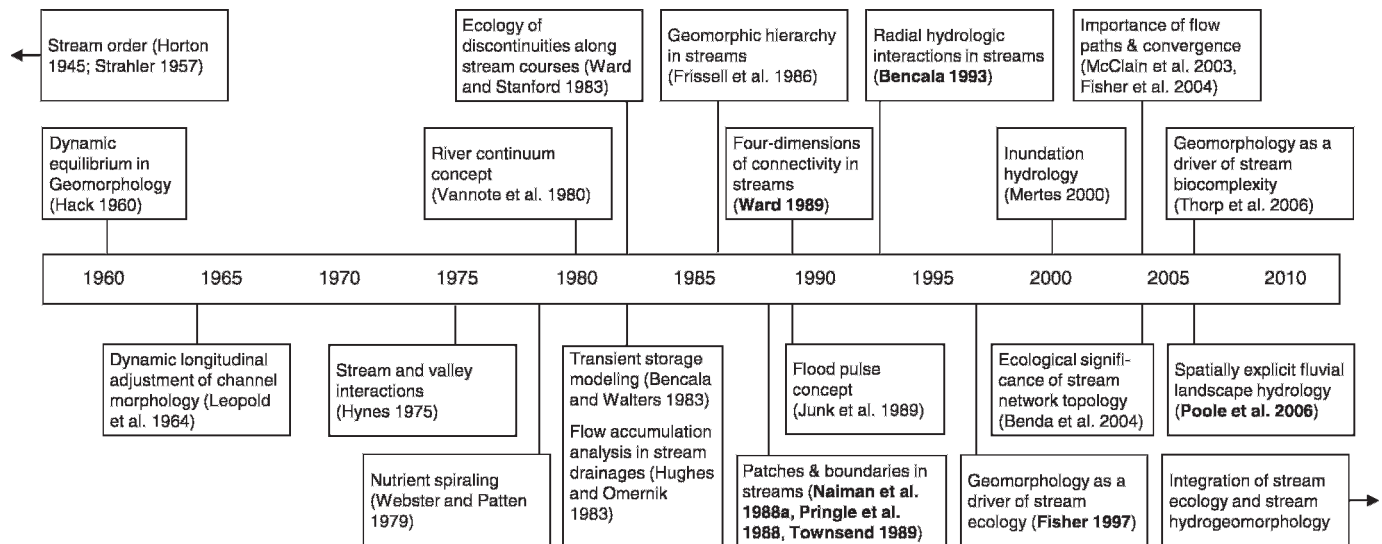 Stream order (Horton
1945; Strahler 1957)
Ecology of
discontinuities along
stream courses (Ward
and Stanford 1983)
Geomorphic hierarchy
in streams
(Frissell et al. 1986)
Radial hydrologic
interactions in streams
(Bencala 1993)
Importance of flow
paths & convergence
(McClain et al. 2003,
Fisher et al. 2004)
Dynamic
equilibrium in
Geomorphology
(Hack 1960)
River continuum
concept
(Vannote et al. 1980)
Four-dimensions
of connectivity in
streams
(Ward 1989)
Inundation
hydrology
(Mertes 2000)
Geomorphology as a
driver of stream
biocomplexity
(Thorp et al. 2006)
1960 1965 1970 1975 1980 1985 1990 1995 2000 2005 2010
Dynamic longitudinal
adjustment of channel
morphology (Leopold
et al. 1964)
Stream and valley
interactions
(Hynes 1975)
Transient storage
modeling (Bencala
and Walters 1983)
Flow accumulation
analysis in stream
drainages (Hughes
and Omernik
1983)
Flood pulse
concept
(Junk et al. 1989)
Ecological signifi-
cance of stream
network topology
(Benda et al. 2004)
Spatially explicit fluvial
landscape hydrology
(Poole et al. 2006)
Nutrient spiraling
(Webster and Patten
1979)
Patches & boundaries in
streams (Naiman et al.
1988a, Pringle et al.
1988, Townsend 1989)
Geomorphology as a
driver of stream
ecology (Fisher 1997)
Integration of stream
ecology and stream
hydrogeomorphology